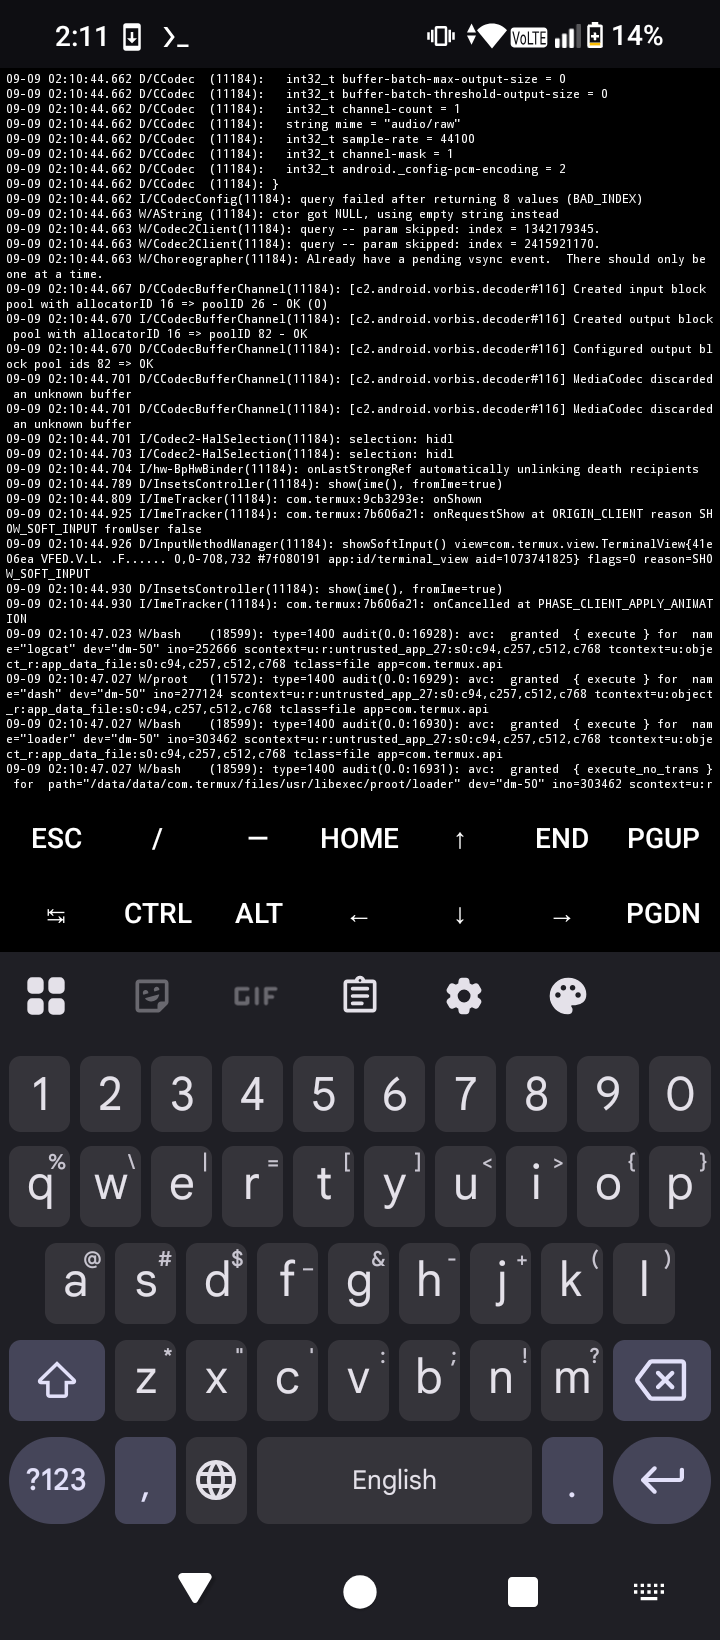 2:11 VoLTE 14%
09-09 02:10:44.662 D/CCodec  (11184):   int32_t buffer-batch-max-output-size = 0
09-09 02:10:44.662 D/CCodec  (11184):   int32_t buffer-batch-threshold-output-size = 0
09-09 02:10:44.662 D/CCodec  (11184):   int32_t channel-count = 1
09-09 02:10:44.662 D/CCodec  (11184):   string mime = "audio/raw"
09-09 02:10:44.662 D/CCodec  (11184):   int32_t sample-rate = 44100
09-09 02:10:44.662 D/CCodec  (11184):   int32_t channel-mask = 1
09-09 02:10:44.662 D/CCodec  (11184):   int32_t android._config-pcm-encoding = 2
09-09 02:10:44.662 D/CCodec  (11184): }
09-09 02:10:44.662 I/CCodecConfig(11184): query failed after returning 8 values (BAD_INDEX)
09-09 02:10:44.663 W/AString (11184): ctor got NULL, using empty string instead
09-09 02:10:44.663 W/Codec2Client(11184): query -- param skipped: index = 1342179345.
09-09 02:10:44.663 W/Codec2Client(11184): query -- param skipped: index = 2415921170.
09-09 02:10:44.663 W/Choreographer(11184): Already have a pending vsync event.  There should only be
one at a time.
09-09 02:10:44.667 D/CCodecBufferChannel(11184): [c2.android.vorbis.decoder#116] Created input block
pool with allocatorID 16 => poolID 26 - OK (0)
09-09 02:10:44.670 I/CCodecBufferChannel(11184): [c2.android.vorbis.decoder#116] Created output block
 pool with allocatorID 16 => poolID 82 - OK
09-09 02:10:44.670 D/CCodecBufferChannel(11184): [c2.android.vorbis.decoder#116] Configured output bl
ock pool ids 82 => OK
09-09 02:10:44.701 D/CCodecBufferChannel(11184): [c2.android.vorbis.decoder#116] MediaCodec discarded
 an unknown buffer
09-09 02:10:44.701 D/CCodecBufferChannel(11184): [c2.android.vorbis.decoder#116] MediaCodec discarded
 an unknown buffer
09-09 02:10:44.701 I/Codec2-HalSelection(11184): selection: hidl
09-09 02:10:44.703 I/Codec2-HalSelection(11184): selection: hidl
09-09 02:10:44.704 I/hw-BpHwBinder(11184): onLastStrongRef automatically unlinking death recipients
09-09 02:10:44.789 D/InsetsController(11184): show(ime(), fromIme=true)
09-09 02:10:44.809 I/ImeTracker(11184): com.termux:9cb3293e: onShown
09-09 02:10:44.925 I/ImeTracker(11184): com.termux:7b606a21: onRequestShow at ORIGIN_CLIENT reason SH
OW_SOFT_INPUT fromUser false
09-09 02:10:44.926 D/InputMethodManager(11184): showSoftInput() view=com.termux.view.TerminalView{41e
06ea VFED.V.L. .F...... 0,0-708,732 #7f080191 app:id/terminal_view aid=1073741825} flags=0 reason=SHO
W_SOFT_INPUT
09-09 02:10:44.930 D/InsetsController(11184): show(ime(), fromIme=true)
09-09 02:10:44.930 I/ImeTracker(11184): com.termux:7b606a21: onCancelled at PHASE_CLIENT_APPLY_ANIMAT
ION
09-09 02:10:47.023 W/bash    (18599): type=1400 audit(0.0:16928): avc:  granted  { execute } for  nam
e="logcat" dev="dm-50" ino=252666 scontext=u:r:untrusted_app_27:s0:c94,c257,c512,c768 tcontext=u:obje
ct_r:app_data_file:s0:c94,c257,c512,c768 tclass=file app=com.termux.api
09-09 02:10:47.027 W/proot   (11572): type=1400 audit(0.0:16929): avc:  granted  { execute } for  nam
e="dash" dev="dm-50" ino=277124 scontext=u:r:untrusted_app_27:s0:c94,c257,c512,c768 tcontext=u:object
_r:app_data_file:s0:c94,c257,c512,c768 tclass=file app=com.termux.api
09-09 02:10:47.027 W/bash    (18599): type=1400 audit(0.0:16930): avc:  granted  { execute } for  nam
e="loader" dev="dm-50" ino=303462 scontext=u:r:untrusted_app_27:s0:c94,c257,c512,c768 tcontext=u:obje
ct_r:app_data_file:s0:c94,c257,c512,c768 tclass=file app=com.termux.api
09-09 02:10:47.027 W/bash    (18599): type=1400 audit(0.0:16931): avc:  granted  { execute_no_trans }
 for  path="/data/data/com.termux/files/usr/libexec/proot/loader" dev="dm-50" ino=303462 scontext=u:r
ESC / — HOME ↑ END PGUP
↹ CTRL ALT ← ↓ → PGDN
GIF
1 2 3 4 5 6 7 8 9 0
q% w\ e| r= t[ y] u< i> o{ p}
a@ s# d$ f_ g& h- j+ k( l)
z* x" c' v: b; n! m?
?123 , English .